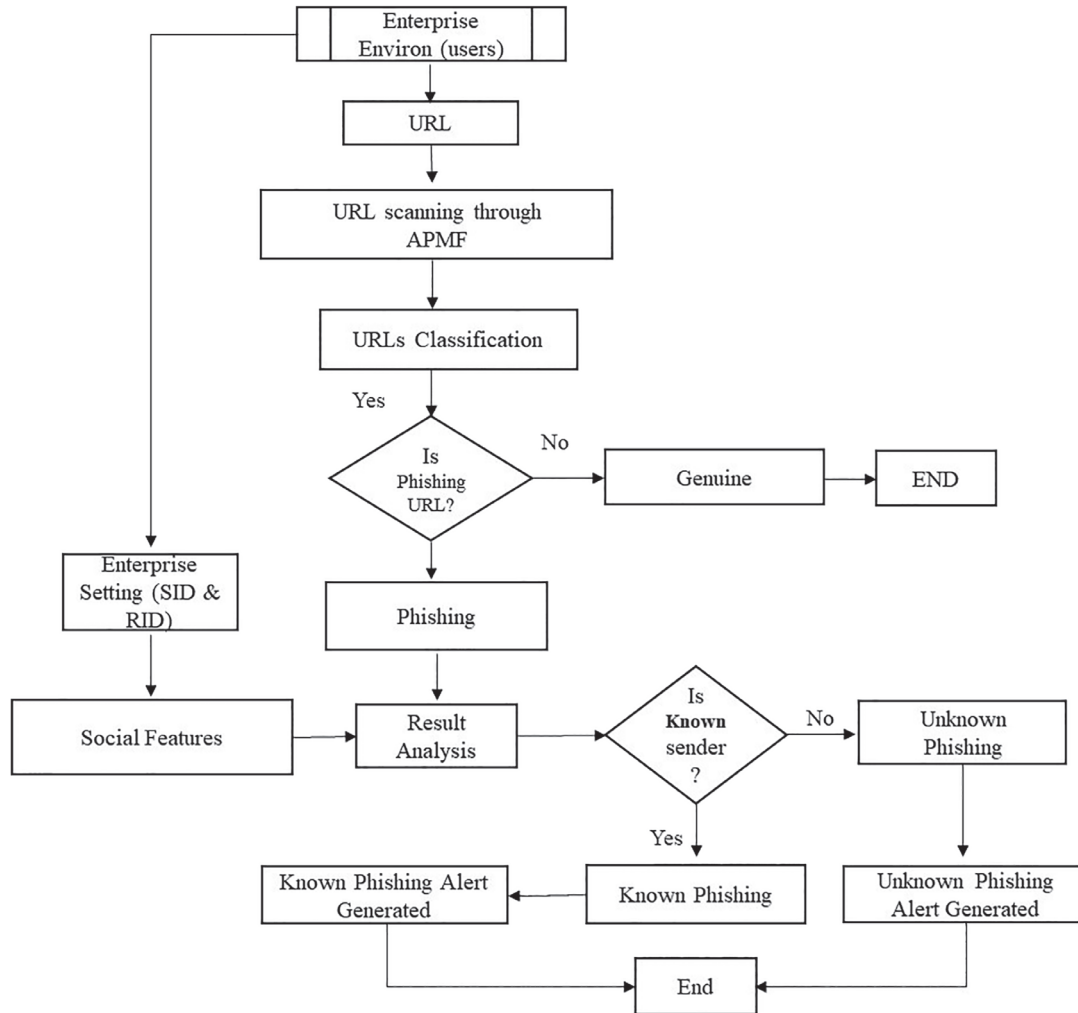 Enterprise
Environ (users)
URL
URL scanning through
APMF
URLs Classification
Yes
Is
Phishing
URL?
No
Genuine
END
Enterprise
Setting (SID &
RID)
Phishing
Social Features
Result
Analysis
Is
Known
sender
?
No
Unknown
Phishing
Yes
Known Phishing Alert
Generated
Known Phishing
Unknown Phishing
Alert Generated
End